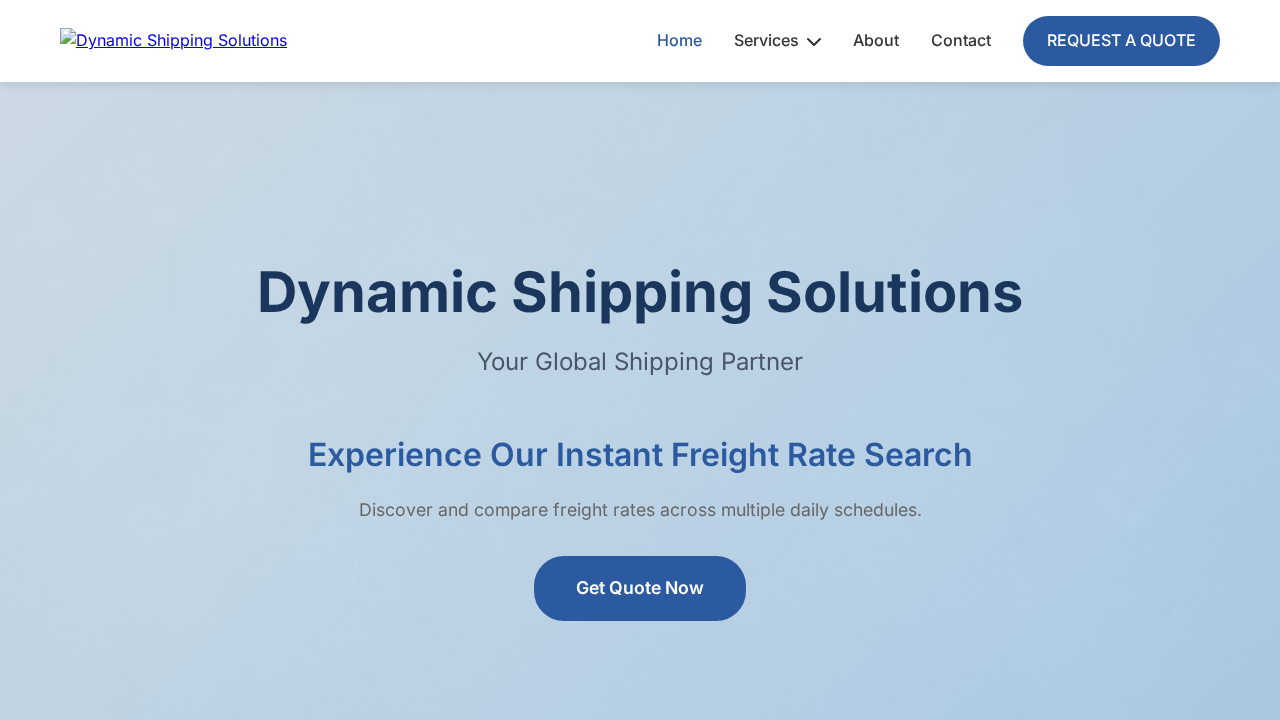 Dynamic Shipping Solutions
Home
Services
About
Contact
REQUEST A QUOTE
Dynamic Shipping Solutions
Your Global Shipping Partner
Experience Our Instant Freight Rate Search
Discover and compare freight rates across multiple daily schedules.
Get Quote Now